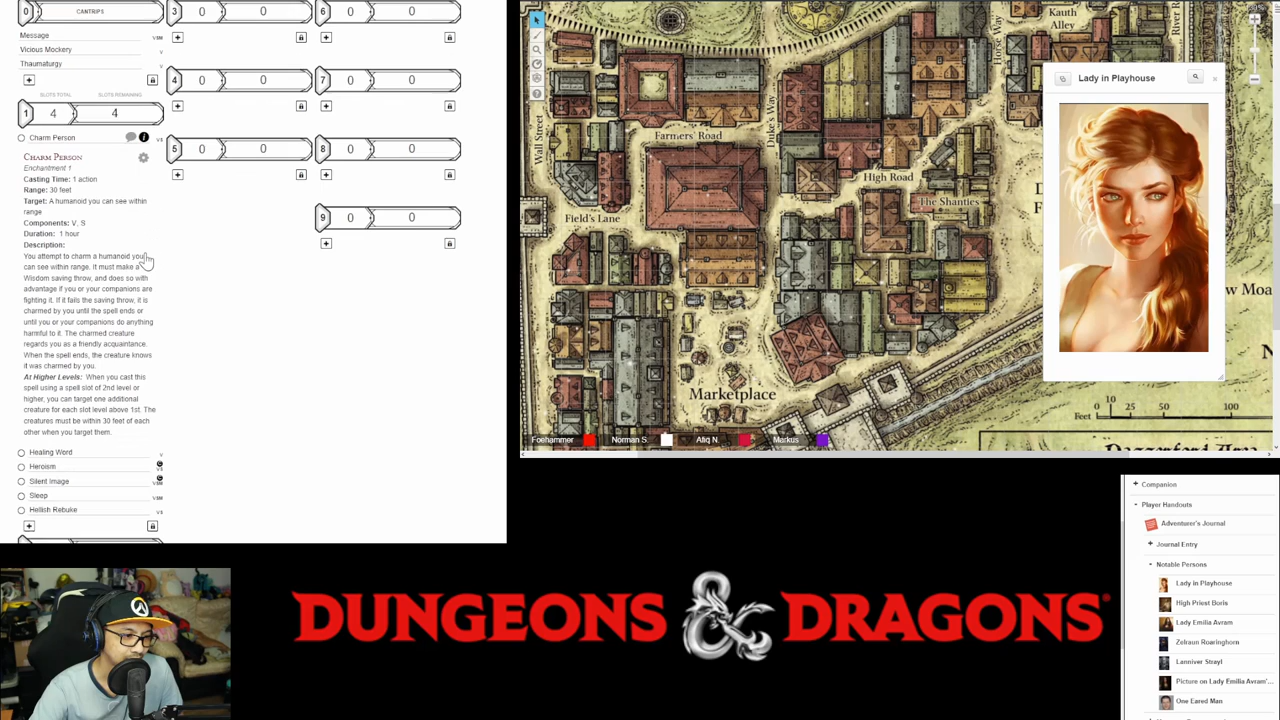 0 CANTRIPS
Message VSM
Vicious Mockery V
Thaumaturgy V
SLOTS TOTAL SLOTS REMAINING
1 4 4
Charm Person VS
CHARM PERSON
Enchantment 1
Casting Time: 1 action
Range: 30 feet
Target: A humanoid you can see within
range
Components: V, S
Duration: 1 hour
Description:
You attempt to charm a humanoid you
can see within range. It must make a
Wisdom saving throw, and does so with
advantage if you or your companions are
fighting it. If it fails the saving throw, it is
charmed by you until the spell ends or
until you or your companions do anything
harmful to it. The charmed creature
regards you as a friendly acquaintance.
When the spell ends, the creature knows
it was charmed by you.
At Higher Levels: When you cast this
spell using a spell slot of 2nd level or
higher, you can target one additional
creature for each slot level above 1st. The
creatures must be within 30 feet of each
other when you target them.
Healing Word V
Heroism VS
Silent Image VSM
Sleep VSM
Hellish Rebuke VS
3 0 0
4 0 0
5 0 0
6 0 0
7 0 0
8 0 0
9 0 0
Kauth
Alley
Horse Way
River R
Wall Street
Farmers' Road
Duke's Way
High Road
The Shanties
Field's Lane
Marketplace
w Moa
Feet 0 10 25 50 100
Foehammer Norman S. Afiq N. Markus
Lady in Playhouse
Companion
Player Handouts
Adventurer's Journal
Journal Entry
Notable Persons
Lady in Playhouse
High Priest Boris
Lady Emilia Avram
Zelraun Roaringhorn
Lanniver Strayl
Picture on Lady Emilia Avram'...
One Eared Man
DUNGEONS & DRAGONS®